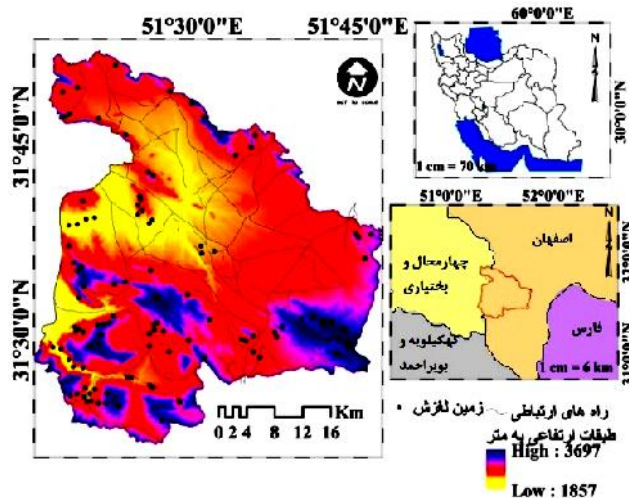 51°30'0"N 51°45'0"N
31°45'0"N
31°30'0"N
Km
0 2 4 8 12 16
60°0'0"E
N
30°0'0"N
1 cm = 70 km
51°0'0"E 52°0'0"E
N
اصفهان
چهارمحال و
بختیاری
فارس
کهکیلویه و
بویراحمد
1 cm = 6 km
31°0'0"N
راه های ارتباطی زمین لغزش
طبقات ارتفاعی به متر
High : 3697
Low : 1857